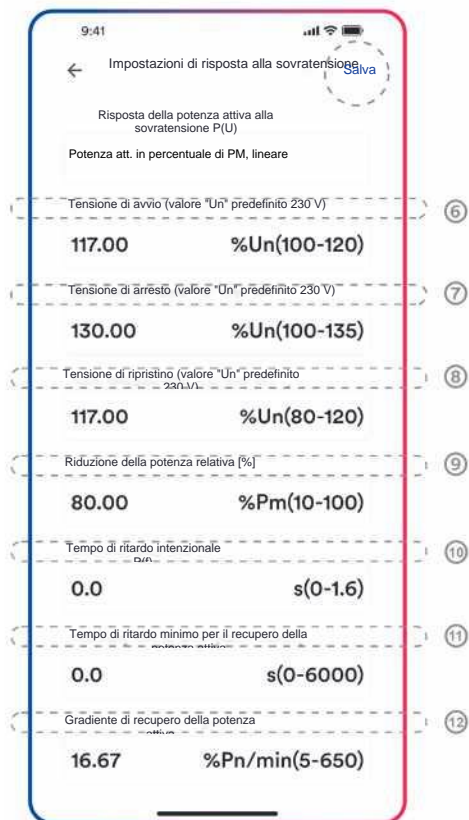 9:41
Impostazioni di risposta alla sovratensione
Salva
Risposta della potenza attiva alla
sovratensione P(U)
Potenza att. in percentuale di PM, lineare
Tensione di avvio (valore "Un" predefinito 230 V)
6
117.00 %Un(100-120)
Tensione di arresto (valore "Un" predefinito 230 V)
7
130.00 %Un(100-135)
Tensione di ripristino (valore "Un" predefinito
230 V)
8
117.00 %Un(80-120)
Riduzione della potenza relativa [%]
9
80.00 %Pm(10-100)
Tempo di ritardo intenzionale
P(f)
10
0.0 s(0-1.6)
Tempo di ritardo minimo per il recupero della
potenza attiva
11
0.0 s(0-6000)
Gradiente di recupero della potenza
attiva
12
16.67 %Pn/min(5-650)